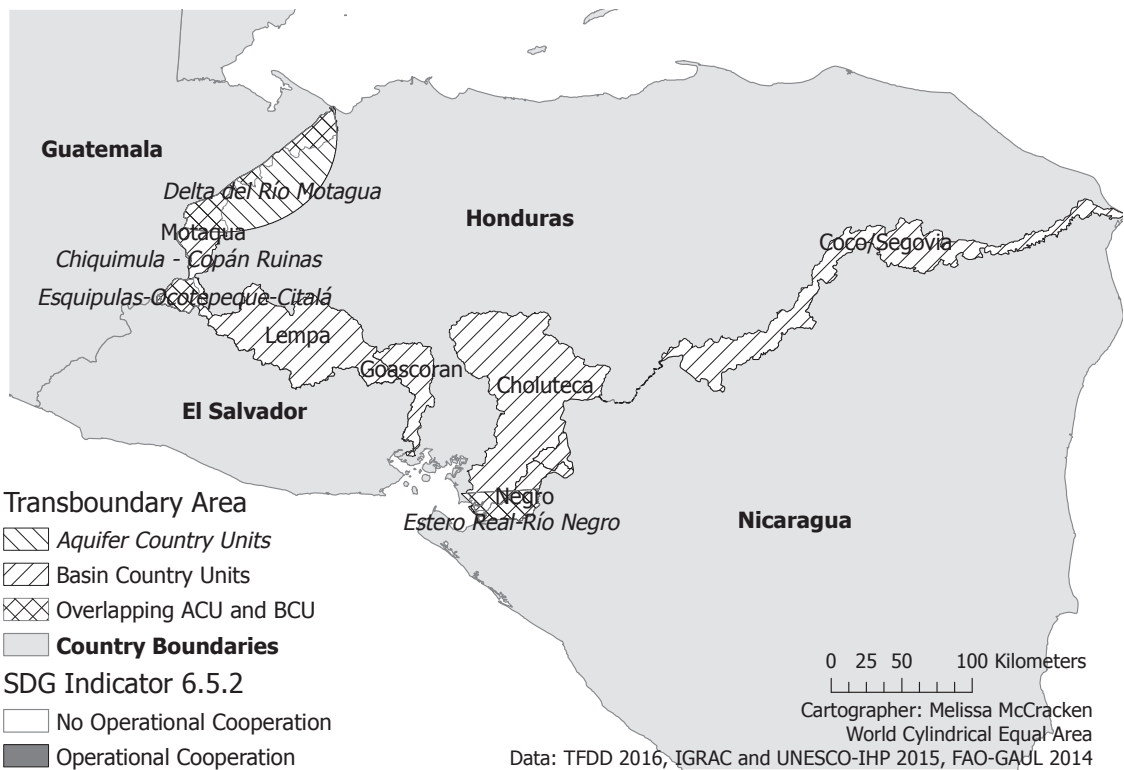 Guatemala
Delta del Río Motagua
Honduras
Motaqua
Coco/Segovia
Chiquimula - Copán Ruinas
Esquipulas-Ocotepeque-Citalá
Lempa
Goascoran
Choluteca
El Salvador
Negro
Estero Real-Río Negro
Nicaragua
Transboundary Area
Aquifer Country Units
Basin Country Units
Overlapping ACU and BCU
Country Boundaries
SDG Indicator 6.5.2
No Operational Cooperation
Operational Cooperation
0 25 50 100 Kilometers
Cartographer: Melissa McCracken
World Cylindrical Equal Area
Data: TFDD 2016, IGRAC and UNESCO-IHP 2015, FAO-GAUL 2014